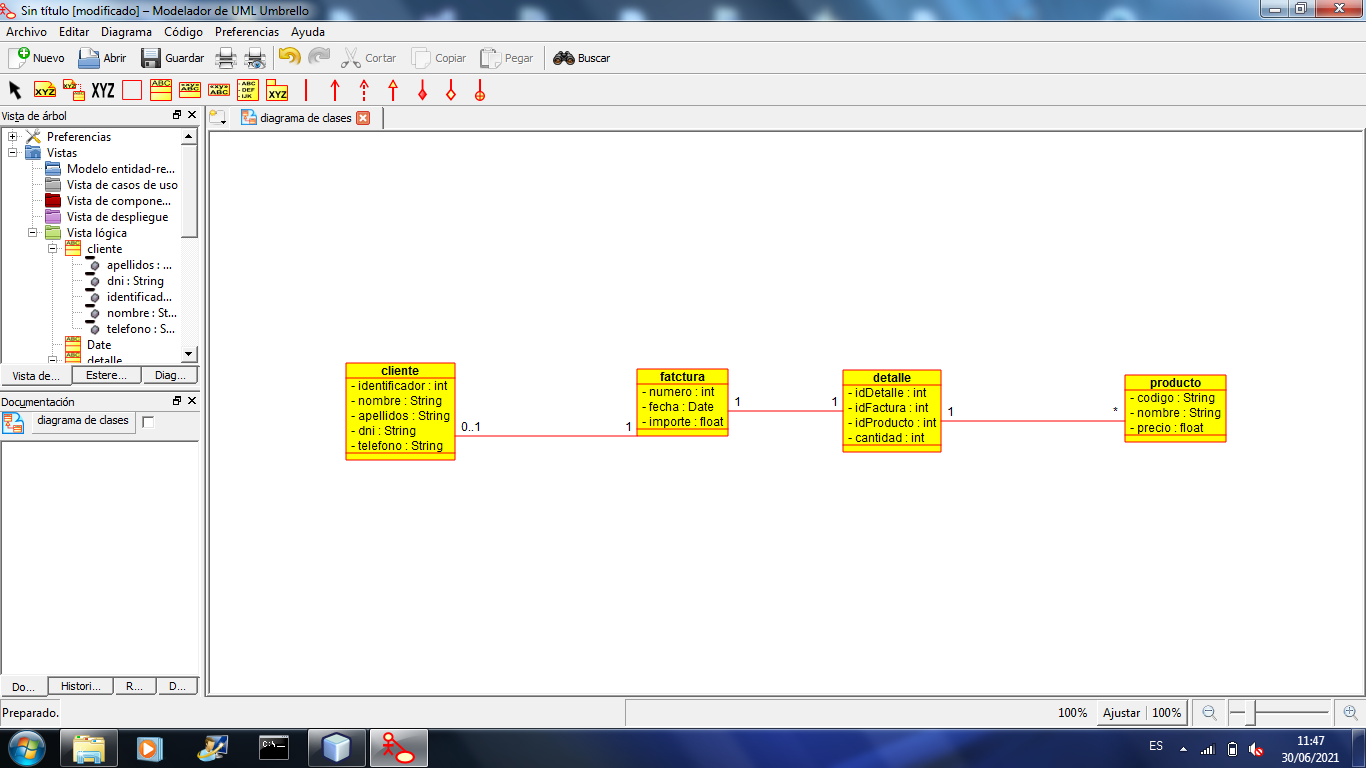 Sin título [modificado] – Modelador de UML Umbrello
Archivo Editar Diagrama Código Preferencias Ayuda
Nuevo Abrir Guardar Cortar Copiar Pegar Buscar
XYZ XYZ XYZ ABC ABC XYZ
Vista de árbol
diagrama de clases
Preferencias
Vistas
Modelo entidad-re...
Vista de casos de uso
Vista de compone...
Vista de despliegue
Vista lógica
cliente
apellidos : ...
dni : String
identificad...
nombre : St...
telefono : S...
Date
detalle
Vista de... Estere... Diag...
Documentación
diagrama de clases
Do... Histori... R... D...
cliente
- identificador : int
- nombre : String
- apellidos : String
- dni : String
- telefono : String
0..1 1
fatctura
- numero : int
- fecha : Date
- importe : float
1 1
detalle
- idDetalle : int
- idFactura : int
- idProducto : int
- cantidad : int
1 *
producto
- codigo : String
- nombre : String
- precio : float
Preparado.
100% Ajustar 100%
ES
11:47
30/06/2021